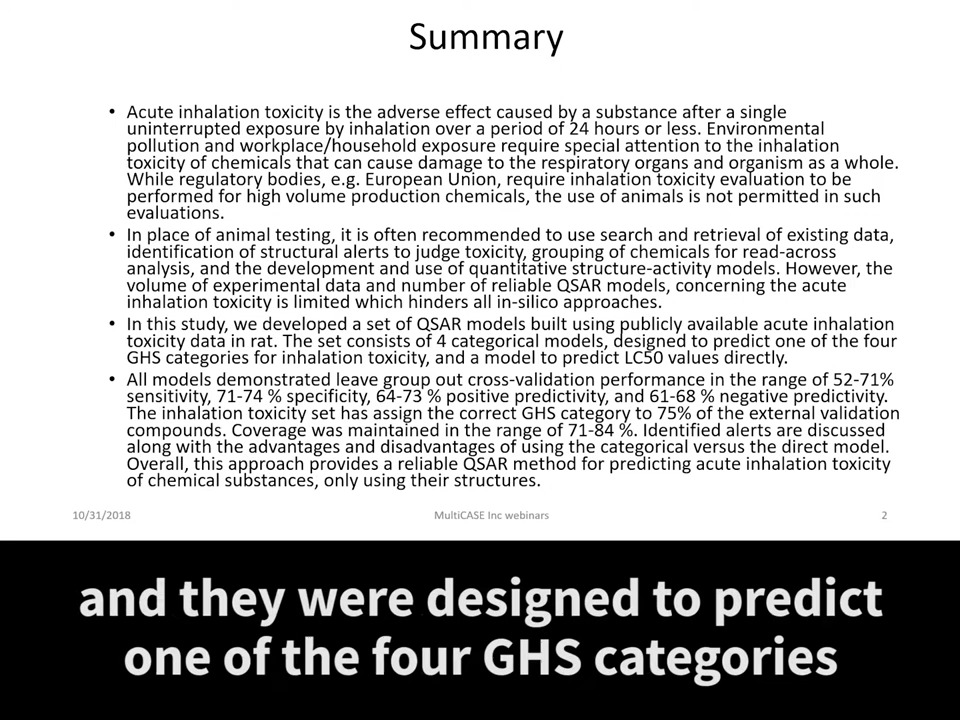 Summary
• Acute inhalation toxicity is the adverse effect caused by a substance after a single
uninterrupted exposure by inhalation over a period of 24 hours or less. Environmental
pollution and workplace/household exposure require special attention to the inhalation
toxicity of chemicals that can cause damage to the respiratory organs and organism as a whole.
While regulatory bodies, e.g. European Union, require inhalation toxicity evaluation to be
performed for high volume production chemicals, the use of animals is not permitted in such
evaluations.
• In place of animal testing, it is often recommended to use search and retrieval of existing data,
identification of structural alerts to judge toxicity, grouping of chemicals for read-across
analysis, and the development and use of quantitative structure-activity models. However, the
volume of experimental data and number of reliable QSAR models, concerning the acute
inhalation toxicity is limited which hinders all in-silico approaches.
• In this study, we developed a set of QSAR models built using publicly available acute inhalation
toxicity data in rat. The set consists of 4 categorical models, designed to predict one of the four
GHS categories for inhalation toxicity, and a model to predict LC50 values directly.
• All models demonstrated leave group out cross-validation performance in the range of 52-71%
sensitivity, 71-74 % specificity, 64-73 % positive predictivity, and 61-68 % negative predictivity.
The inhalation toxicity set has assign the correct GHS category to 75% of the external validation
compounds. Coverage was maintained in the range of 71-84 %. Identified alerts are discussed
along with the advantages and disadvantages of using the categorical versus the direct model.
Overall, this approach provides a reliable QSAR method for predicting acute inhalation toxicity
of chemical substances, only using their structures.
10/31/2018
MultiCASE Inc webinars
2
and they were designed to predict
one of the four GHS categories